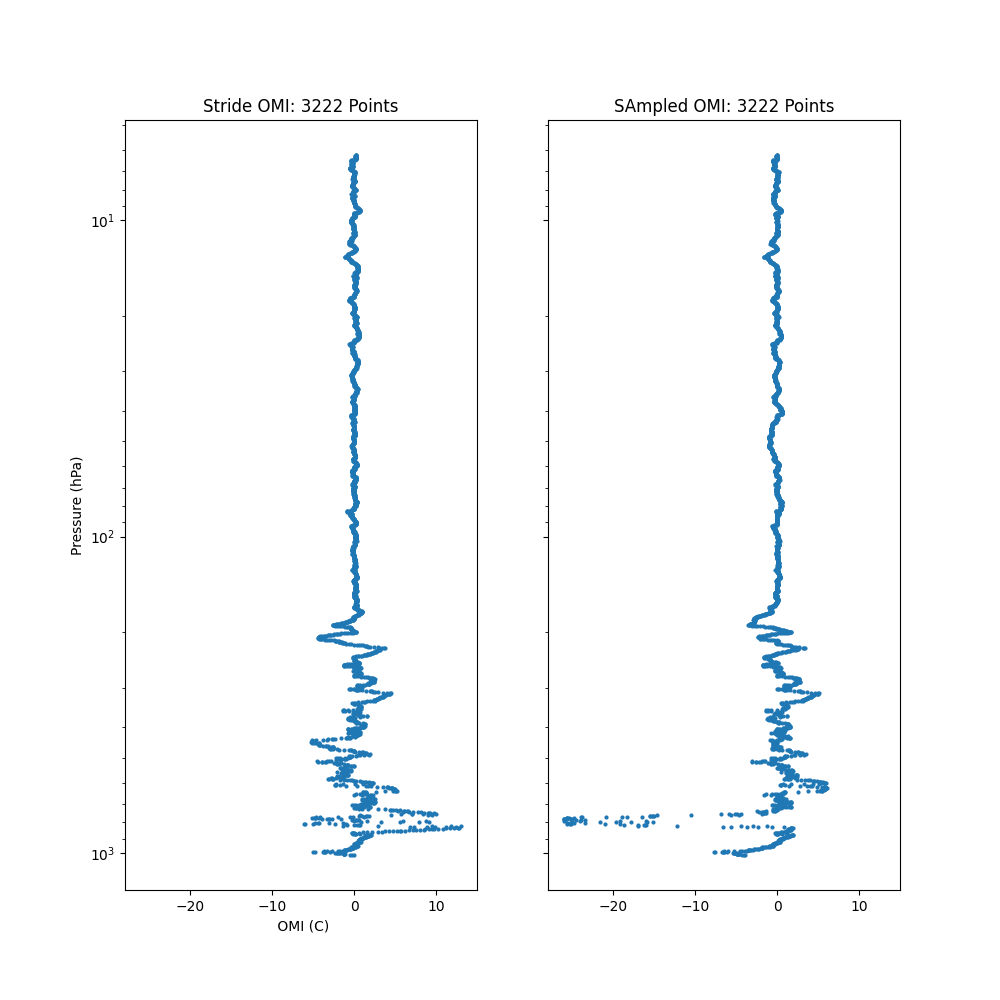 Stride OMI: 3222 Points
SAmpled OMI: 3222 Points
10¹
10²
10³
Pressure (hPa)
−20 −10 0 10
−20 −10 0 10
OMI (C)